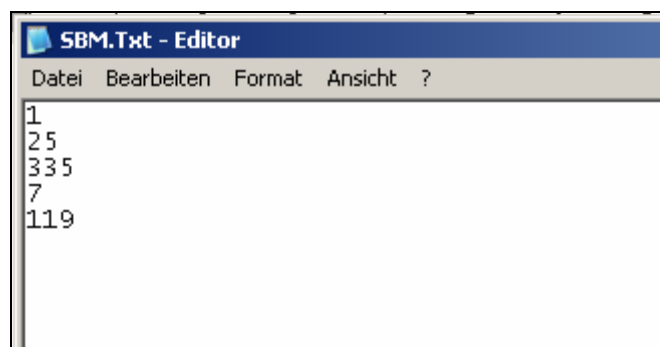 SBM.Txt - Editor
Datei Bearbeiten Format Ansicht ?
1
25
335
7
119